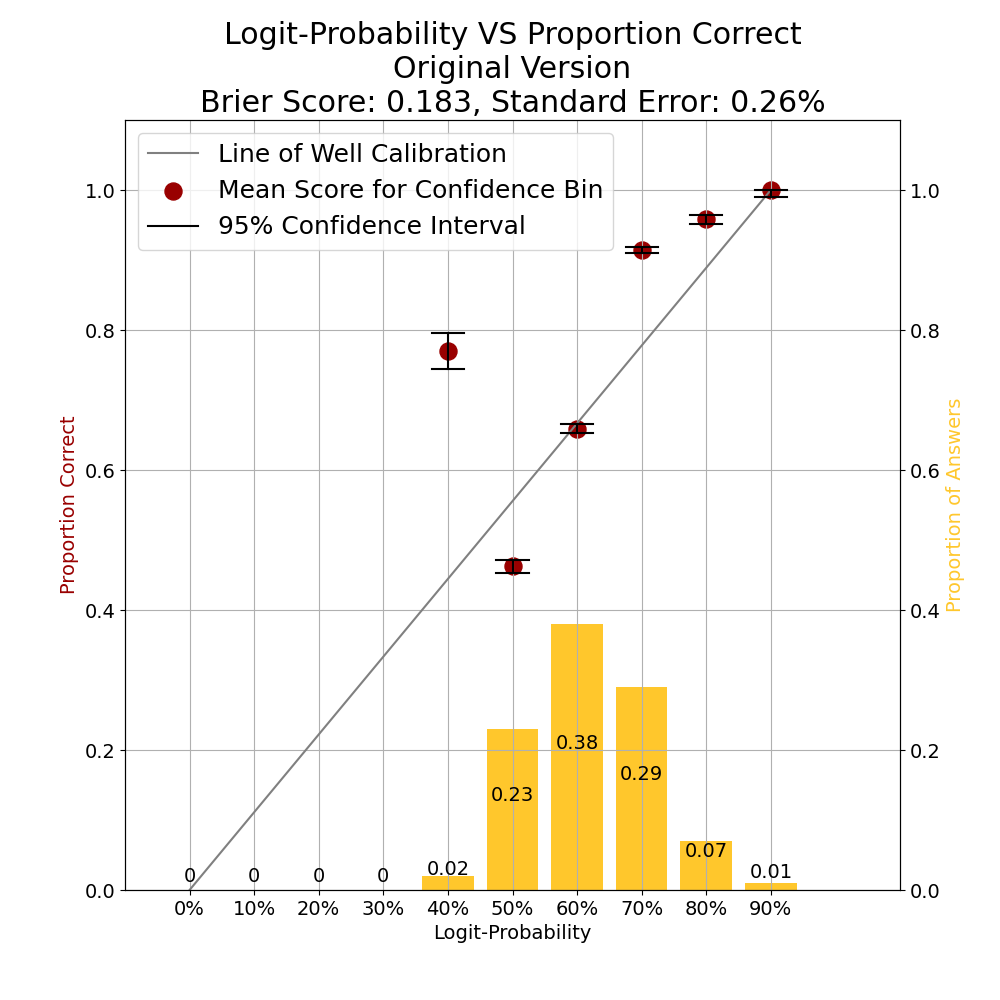 Logit-Probability VS Proportion Correct
Original Version
Brier Score: 0.183, Standard Error: 0.26%
Line of Well Calibration
Mean Score for Confidence Bin
95% Confidence Interval
1.0
0.8
0.6
0.4
0.2
0.0
Proportion Correct
1.0
0.8
0.6
0.4
0.2
0.0
Proportion of Answers
0
0
0
0
0.02
0.23
0.38
0.29
0.07
0.01
0% 10% 20% 30% 40% 50% 60% 70% 80% 90%
Logit-Probability